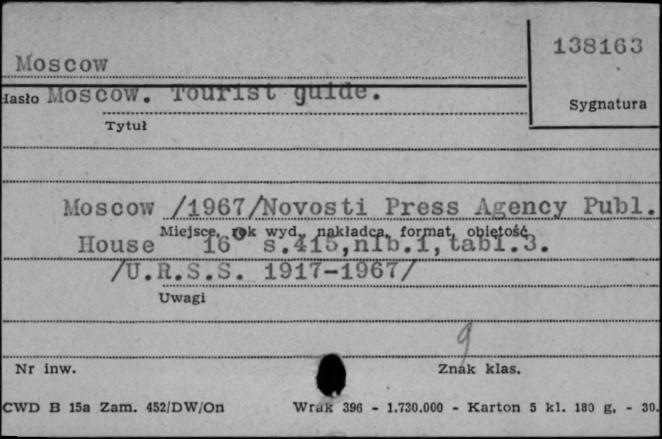 Moscow
138163
Hasło Moscow. Tourist guide.
Sygnatura
Tytuł
Moscow /1967/Novosti Press Agency Publ.
Miejsce, rok wyd., nakładca, format, objętość
House 16° s.415,nlb.1,tabl.3.
/U.R.S.S. 1917-1967/
Uwagi
9
Nr inw.
Znak klas.
CWD B 15a Zam. 452/DW/On Wrak 396 - 1.730.000 - Karton 5 kl. 180 g, - 30.